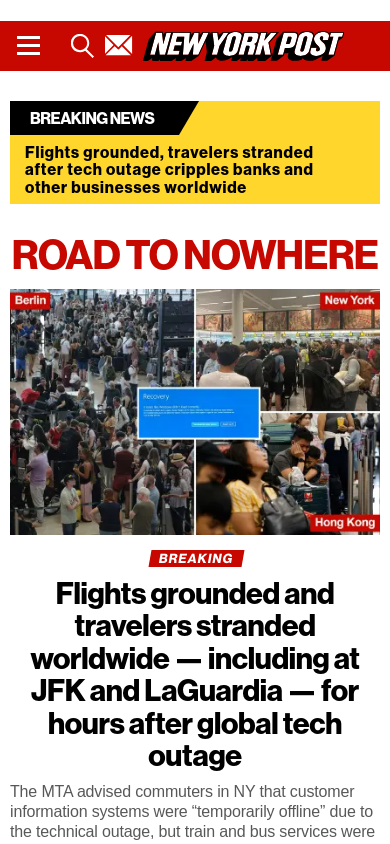 NEW YORK POST
BREAKING NEWS
Flights grounded, travelers stranded
after tech outage cripples banks and
other businesses worldwide
ROAD TO NOWHERE
Berlin
New York
Recovery
Hong Kong
BREAKING
Flights grounded and
travelers stranded
worldwide — including at
JFK and LaGuardia — for
hours after global tech
outage
The MTA advised commuters in NY that customer
information systems were “temporarily offline” due to
the technical outage, but train and bus services were